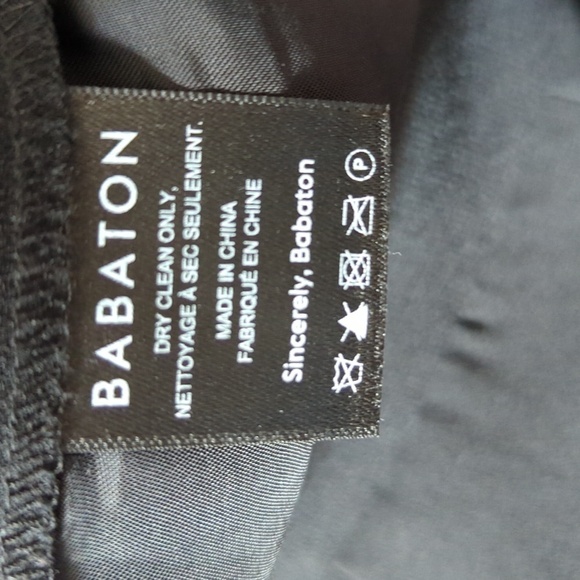 BABATON
DRY CLEAN ONLY,
NETTOYAGE À SEC SEULEMENT.
MADE IN CHINA
FABRIQUÉ EN CHINE
Sincerely, Babaton
P